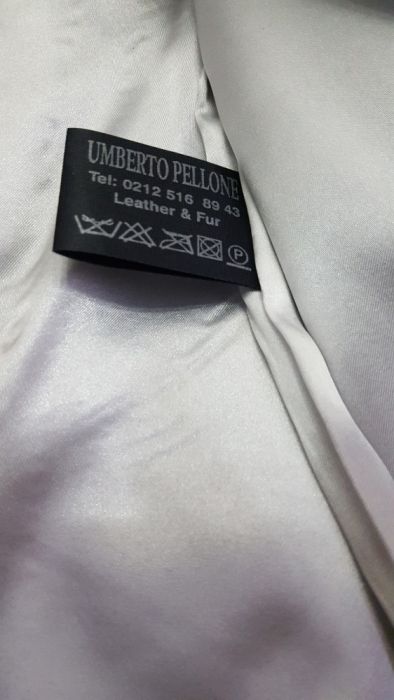 UMBERTO PELLONE
Tel: 0212 516 89 43
Leather & Fur
P